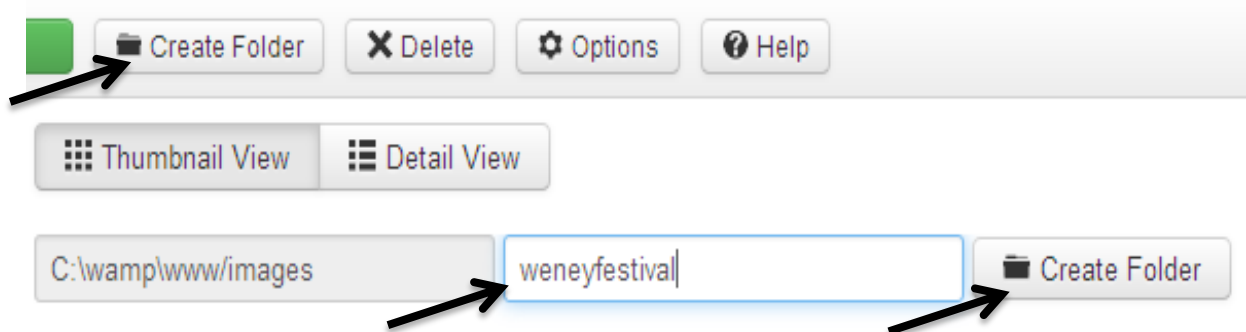 Create Folder Delete Options Help
Thumbnail View Detail View
C:\wamp\www/images weneyfestival Create Folder